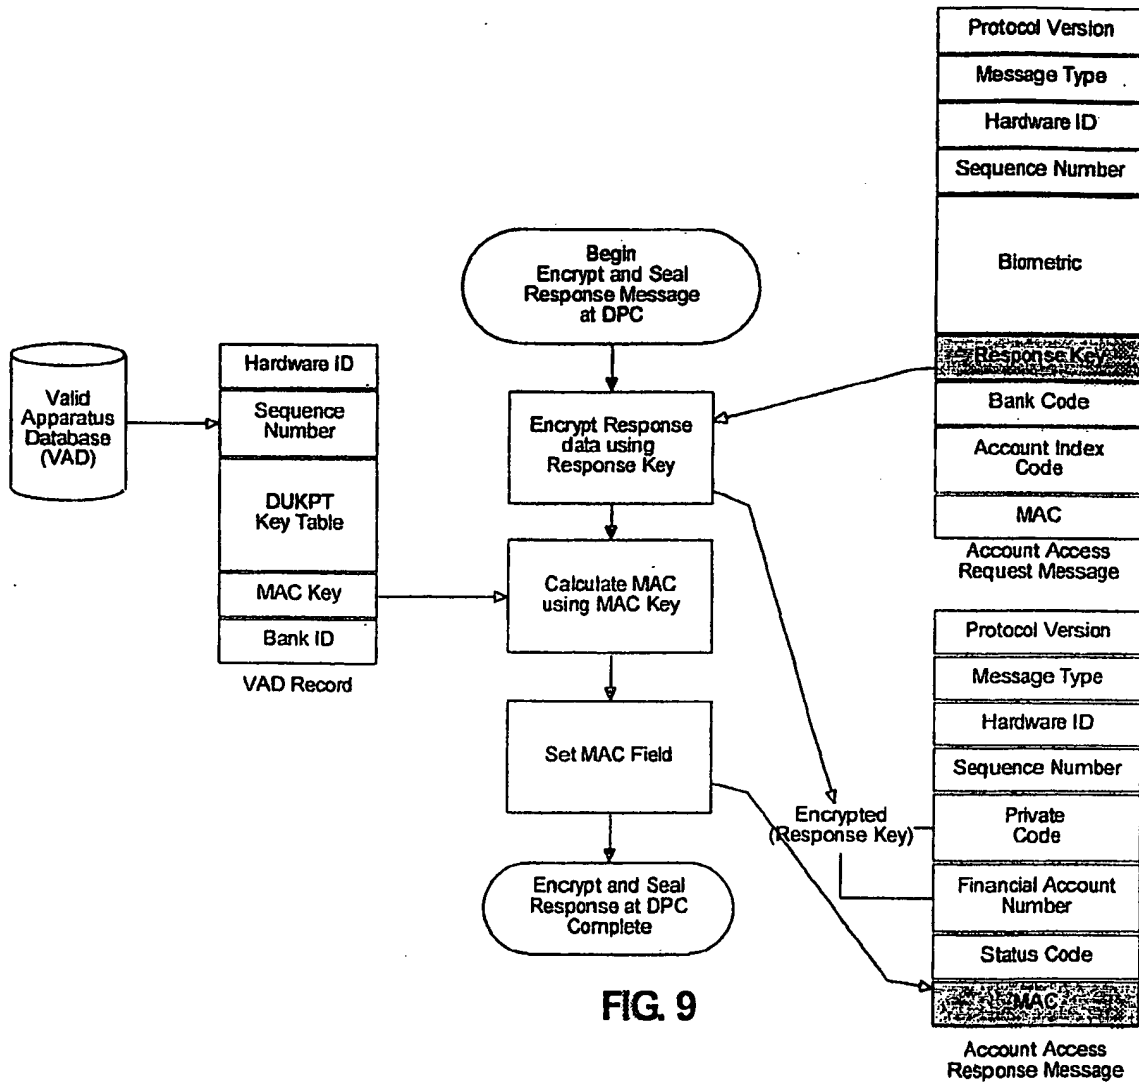 Protocol Version
Message Type
Hardware ID
Sequence Number
Biometric
Response Key
Bank Code
Account Index
Code
MAC
Account Access
Request Message
Begin
Encrypt and Seal
Response Message
at DPC
Encrypt Response
data using
Response Key
Calculate MAC
using MAC Key
Set MAC Field
Encrypt and Seal
Response at DPC
Complete
Valid
Apparatus
Database
(VAD)
Hardware ID
Sequence
Number
DUKPT
Key Table
MAC Key
Bank ID
VAD Record
Encrypted
(Response Key)
Protocol Version
Message Type
Hardware ID
Sequence Number
Private
Code
Financial Account
Number
Status Code
MAC
Account Access
Response Message
FIG. 9